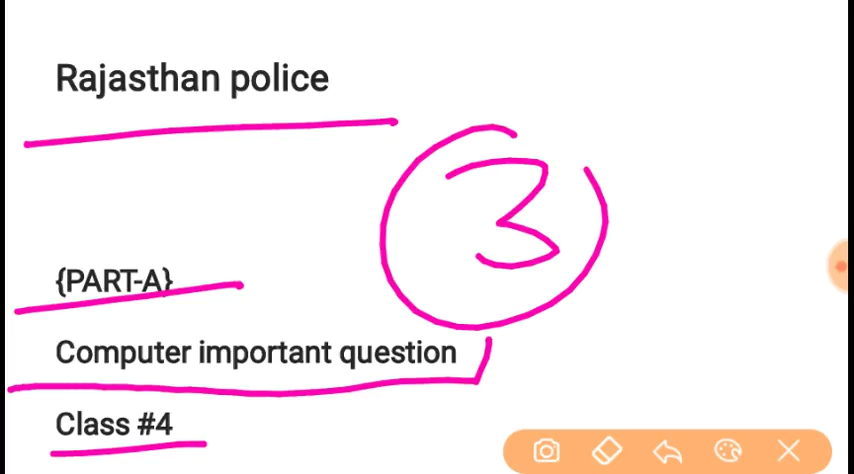 Rajasthan police
3
{PART-A}
Computer important question
Class #4